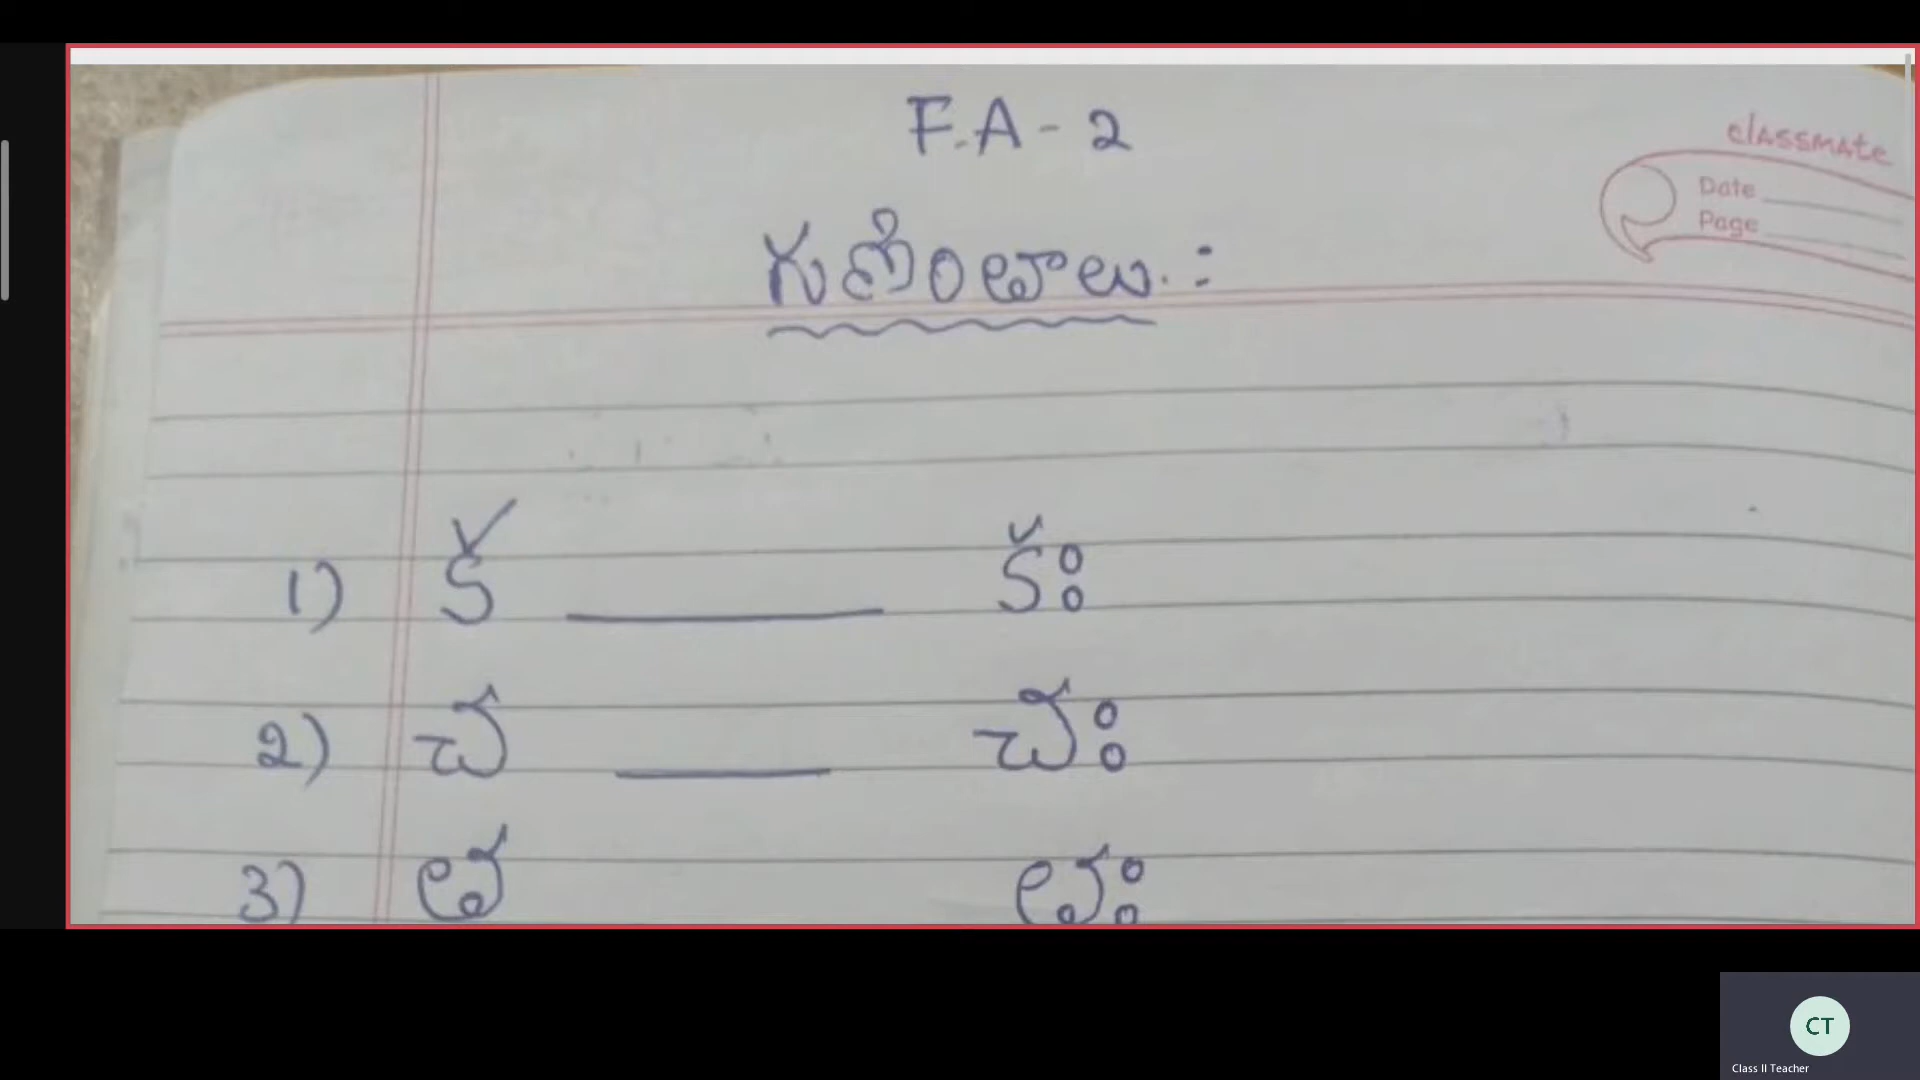 F.A - 2
classmate
Date
Page
గుణింతాలు. :
1) క ______ కః
2) చ ______ చః
3) త తః
CT
Class II Teacher